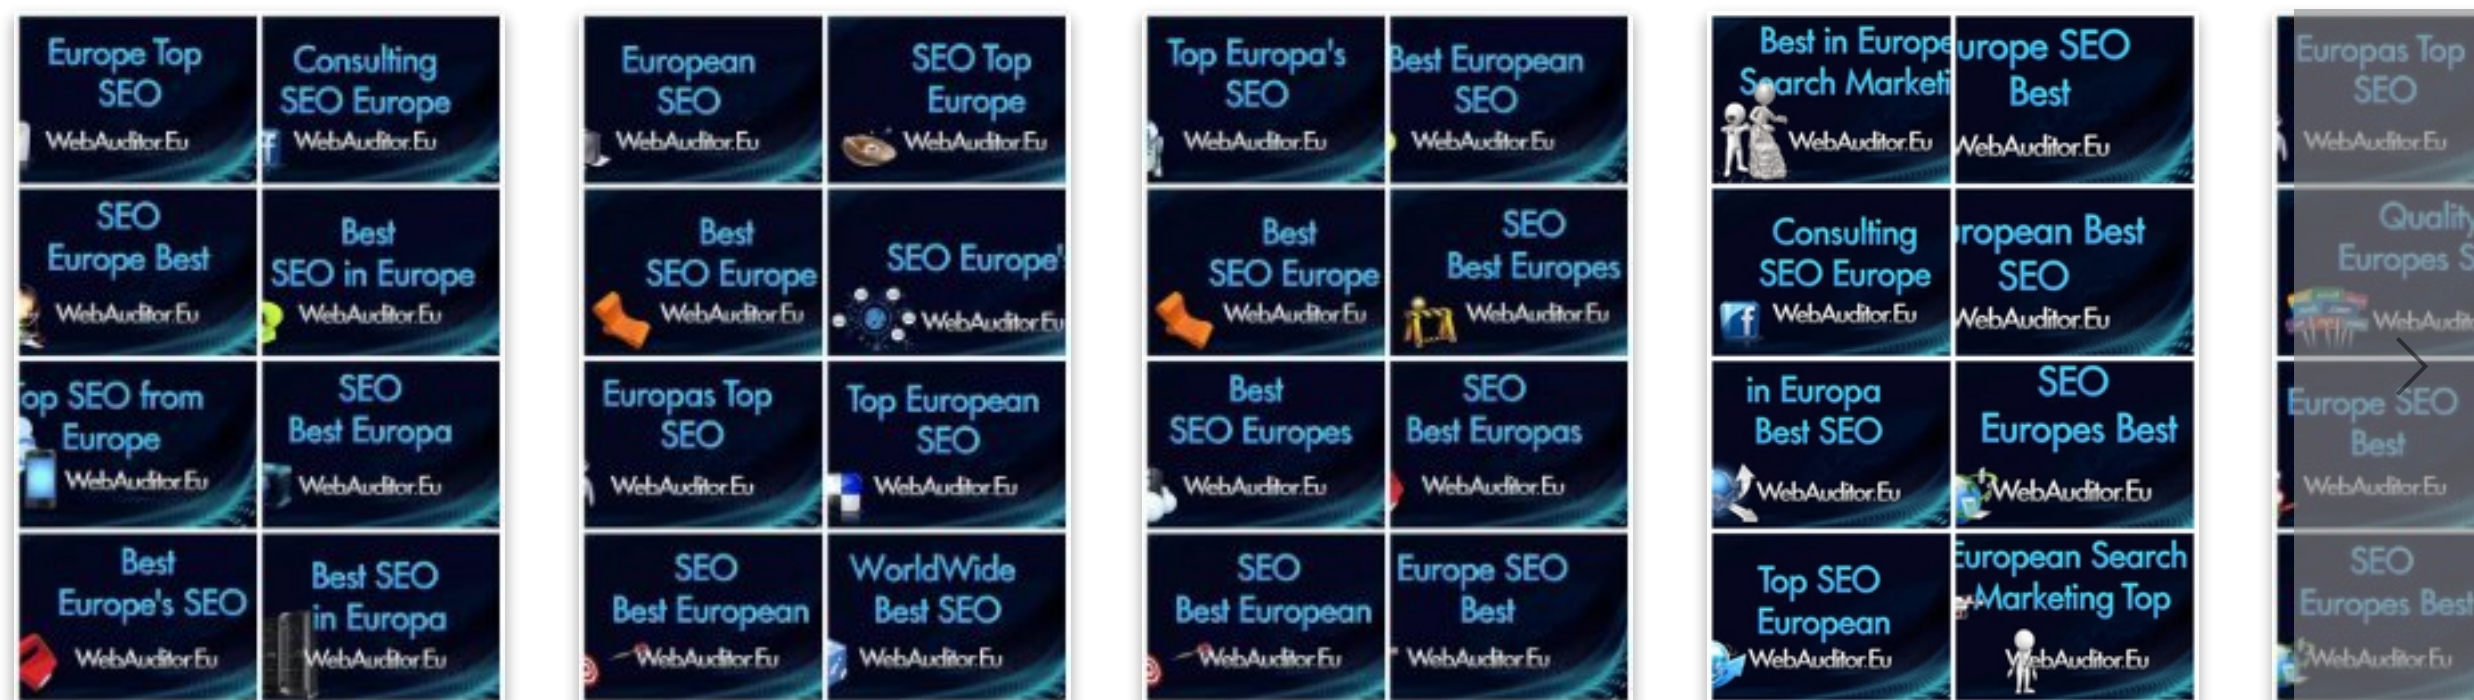 Europe Top
SEO
WebAuditor.Eu
Consulting
SEO Europe
WebAuditor.Eu
SEO
Europe Best
WebAuditor.Eu
Best
SEO in Europe
WebAuditor.Eu
op SEO from
Europe
WebAuditor.Eu
SEO
Best Europa
WebAuditor.Eu
Best
Europe's SEO
WebAuditor.Eu
Best SEO
in Europa
WebAuditor.Eu
European
SEO
WebAuditor.Eu
SEO Top
Europe
WebAuditor.Eu
Best
SEO Europe
WebAuditor.Eu
SEO Europe's
WebAuditor.Eu
Europas Top
SEO
WebAuditor.Eu
Top European
SEO
WebAuditor.Eu
SEO
Best European
WebAuditor.Eu
WorldWide
Best SEO
WebAuditor.Eu
Top Europa's
SEO
WebAuditor.Eu
Best European
SEO
WebAuditor.Eu
Best
SEO Europe
WebAuditor.Eu
SEO
Best Europes
WebAuditor.Eu
Best
SEO Europes
WebAuditor.Eu
SEO
Best Europas
WebAuditor.Eu
SEO
Best European
WebAuditor.Eu
Europe SEO
Best
WebAuditor.Eu
Best in Europe
Search Marketi
WebAuditor.Eu
urope SEO
Best
WebAuditor.Eu
Consulting
SEO Europe
WebAuditor.Eu
ropean Best
SEO
WebAuditor.Eu
in Europa
Best SEO
WebAuditor.Eu
SEO
Europes Best
WebAuditor.Eu
Top SEO
European
WebAuditor.Eu
European Search
Marketing Top
WebAuditor.Eu
Europas Top
SEO
WebAuditor.Eu
Quality
Europes S
WebAudito
Europe SEO
Best
WebAuditor.Eu
SEO
Europes Best
WebAuditor.Eu